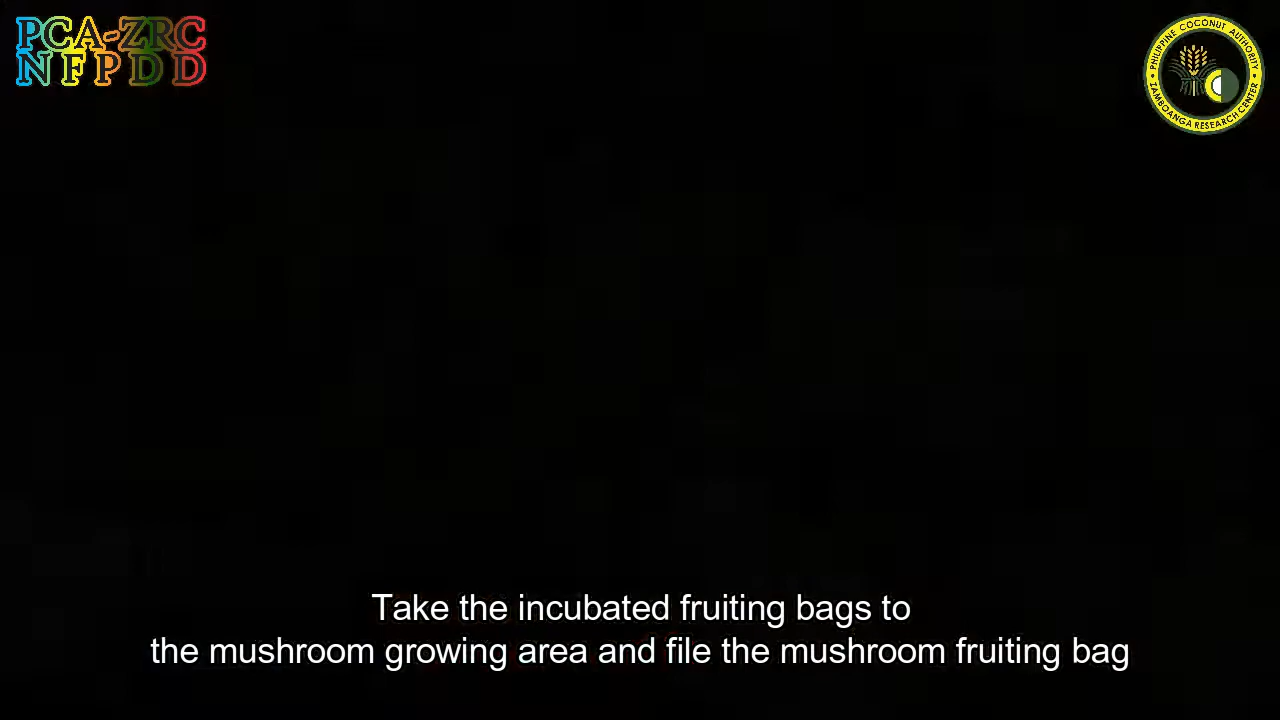 PCA-ZRC
NFPDD
PHILIPPINE COCONUT AUTHORITY
ZAMBOANGA RESEARCH CENTER
Take the incubated fruiting bags to
the mushroom growing area and file the mushroom fruiting bag